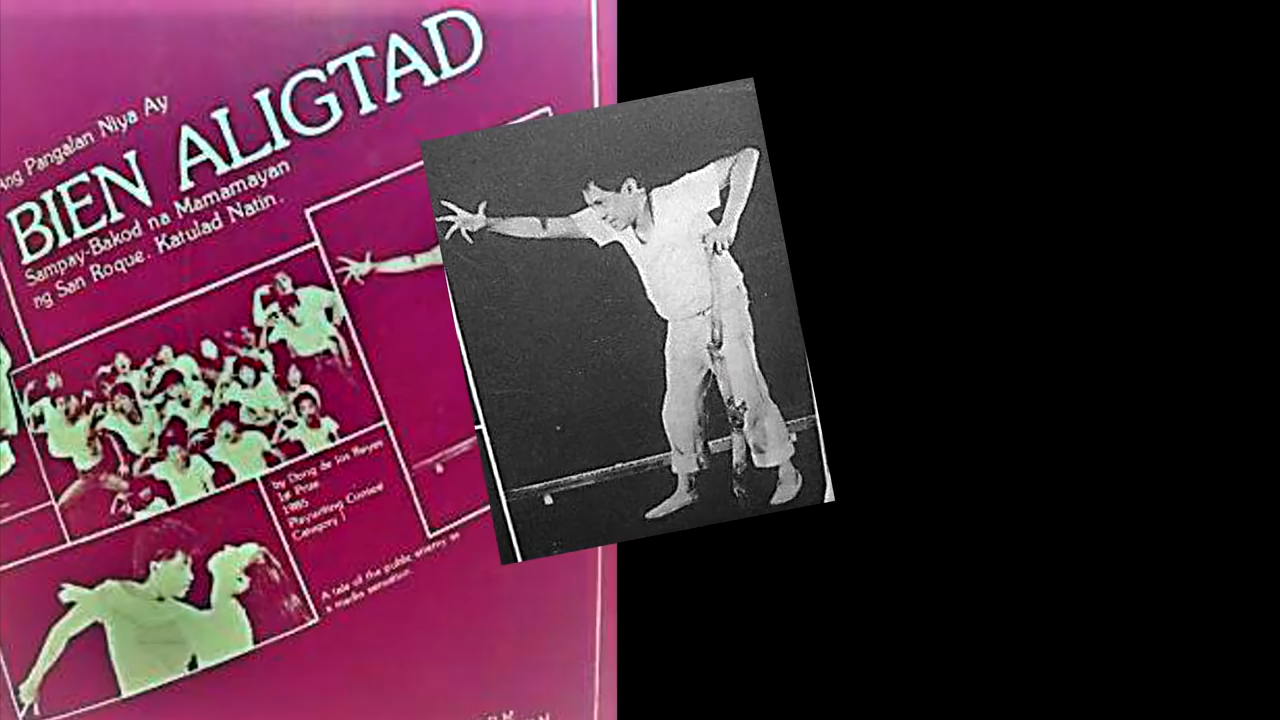 Ang Pangalan Niya Ay
BIEN ALIGTAD
Sampay-Bakod na Mamamayan
ng San Roque. Katulad Natin.
by Dong de los Reyes
1st Prize
1985
Playwriting Contest
Category I
A tale of the public enemy as
a media sensation.